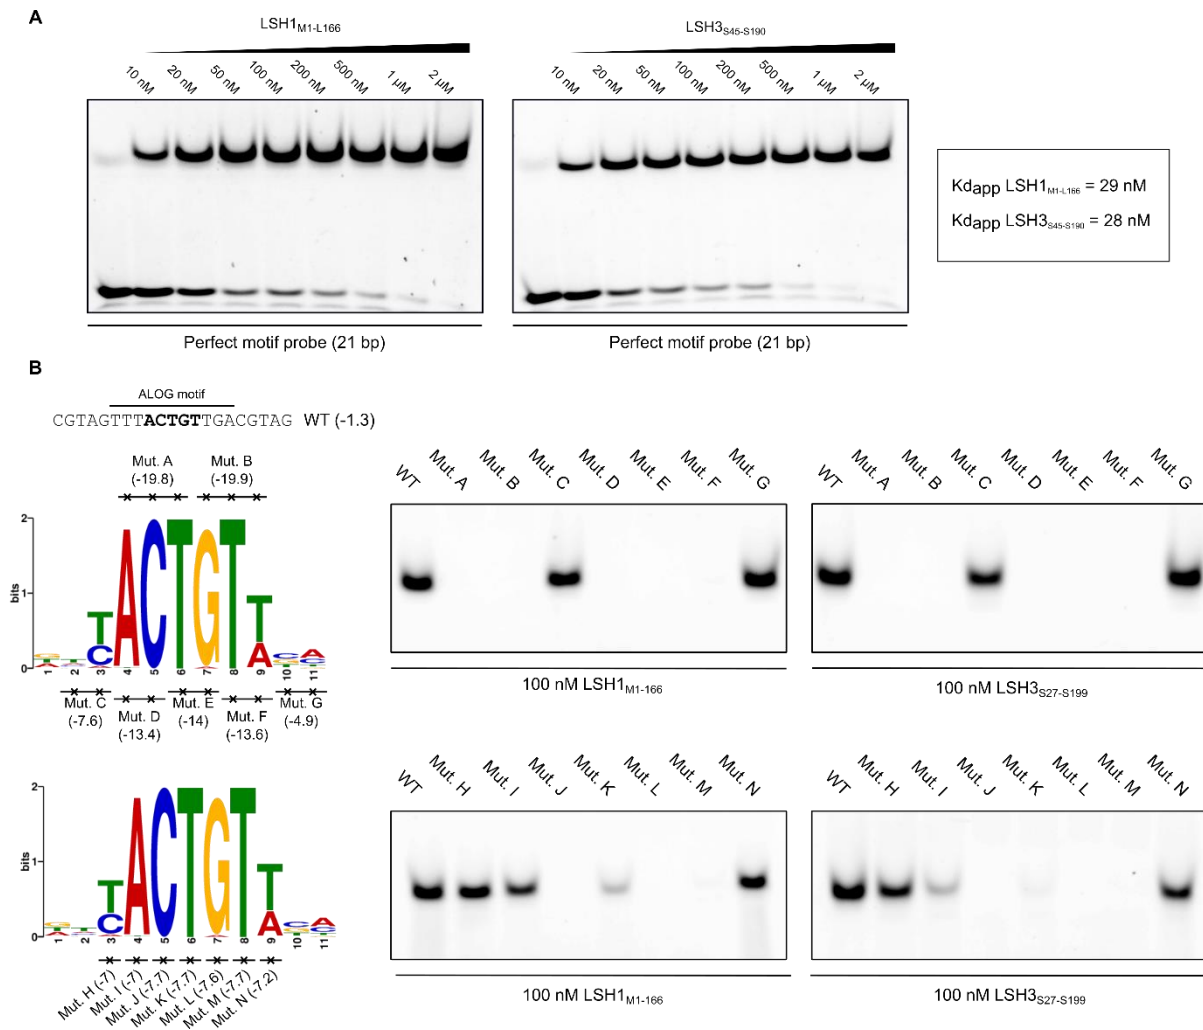 A
LSH1M1-L166
10 nM 20 nM 50 nM 100 nM 200 nM 500 nM 1 µM 2 µM
Perfect motif probe (21 bp)
LSH3S45-S190
10 nM 20 nM 50 nM 100 nM 200 nM 500 nM 1 µM 2 µM
Perfect motif probe (21 bp)
Kdapp LSH1M1-L166 = 29 nM
Kdapp LSH3S45-S190 = 28 nM
B
ALOG motif
CGTAGTTTACTGTTGACGTAG WT (-1.3)
Mut. A Mut. B
(-19.8) (-19.9)
2
1
0
bits
TC A C T G T TA
1 2 3 4 5 6 7 8 9 10 11
Mut. C Mut. D Mut. E Mut. F Mut. G
(-7.6) (-13.4) (-14) (-13.6) (-4.9)
WT Mut. A Mut. B Mut. C Mut. D Mut. E Mut. F Mut. G
100 nM LSH1M1-166
WT Mut. A Mut. B Mut. C Mut. D Mut. E Mut. F Mut. G
100 nM LSH3S27-S199
2
1
0
bits
TC A C T G T TA
1 2 3 4 5 6 7 8 9 10 11
Mut. H (-7) Mut. I (-7) Mut. J (-7.7) Mut. K (-7.7) Mut. L (-7.6) Mut. M (-7.7) Mut. N (-7.2)
WT Mut. H Mut. I Mut. J Mut. K Mut. L Mut. M Mut. N
100 nM LSH1M1-166
WT Mut. H Mut. I Mut. J Mut. K Mut. L Mut. M Mut. N
100 nM LSH3S27-S199